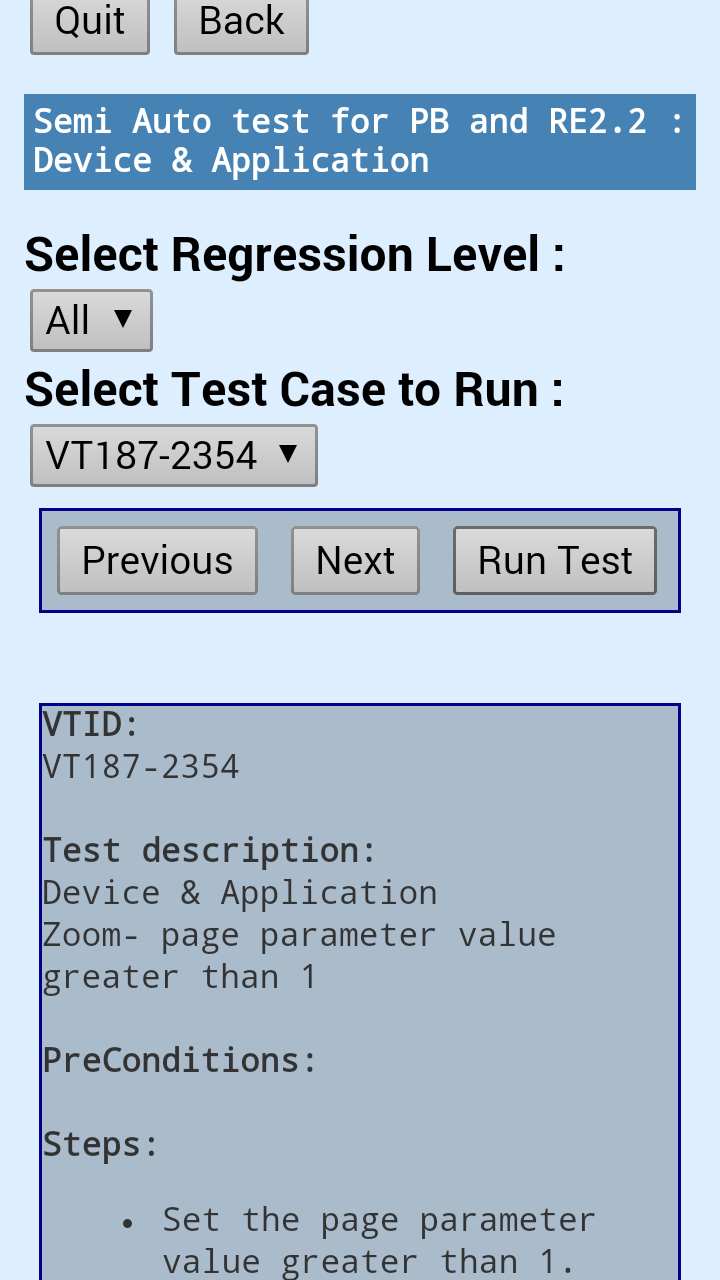 Quit Back
Semi Auto test for PB and RE2.2 :
Device & Application
Select Regression Level :
All
Select Test Case to Run :
VT187-2354
Previous Next Run Test
VTID:
VT187-2354
Test description:
Device & Application
Zoom- page parameter value
greater than 1
PreConditions:
Steps:
• Set the page parameter
value greater than 1.